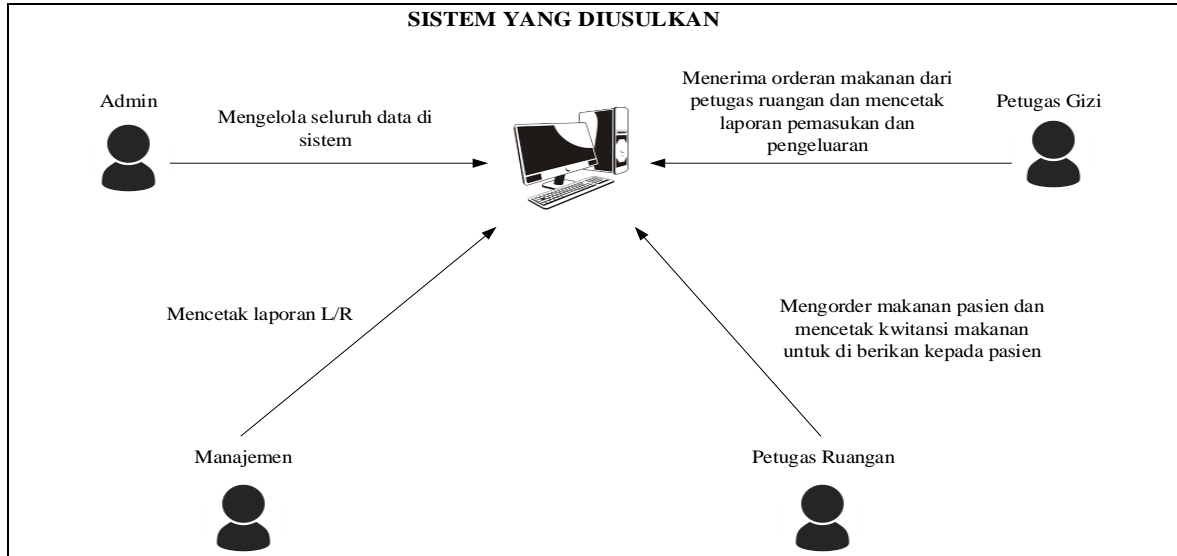 SISTEM YANG DIUSULKAN
Admin
Mengelola seluruh data di
sistem
Menerima orderan makanan dari
petugas ruangan dan mencetak
laporan pemasukan dan
pengeluaran
Petugas Gizi
Mencetak laporan L/R
Mengorder makanan pasien dan
mencetak kwitansi makanan
untuk di berikan kepada pasien
Manajemen
Petugas Ruangan